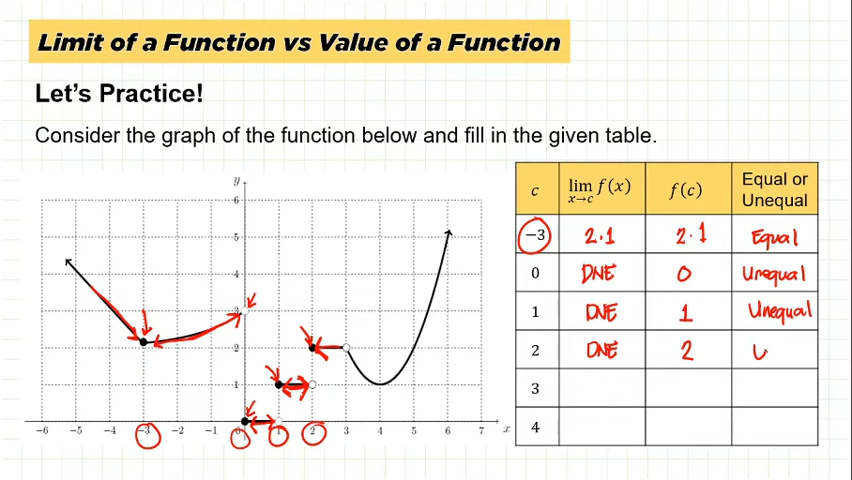 Limit of a Function vs Value of a Function
Let's Practice!
Consider the graph of the function below and fill in the given table.
y
6
5
4
3
2
1
-6 -5 -4 -3 -2 -1 0 1 2 3 4 5 6 7 x
c lim x→c f(x) f(c) Equal or Unequal
−3 2.1 2.1 Equal
0 DNE 0 Unequal
1 DNE 1 Unequal
2 DNE 2 U
3
4